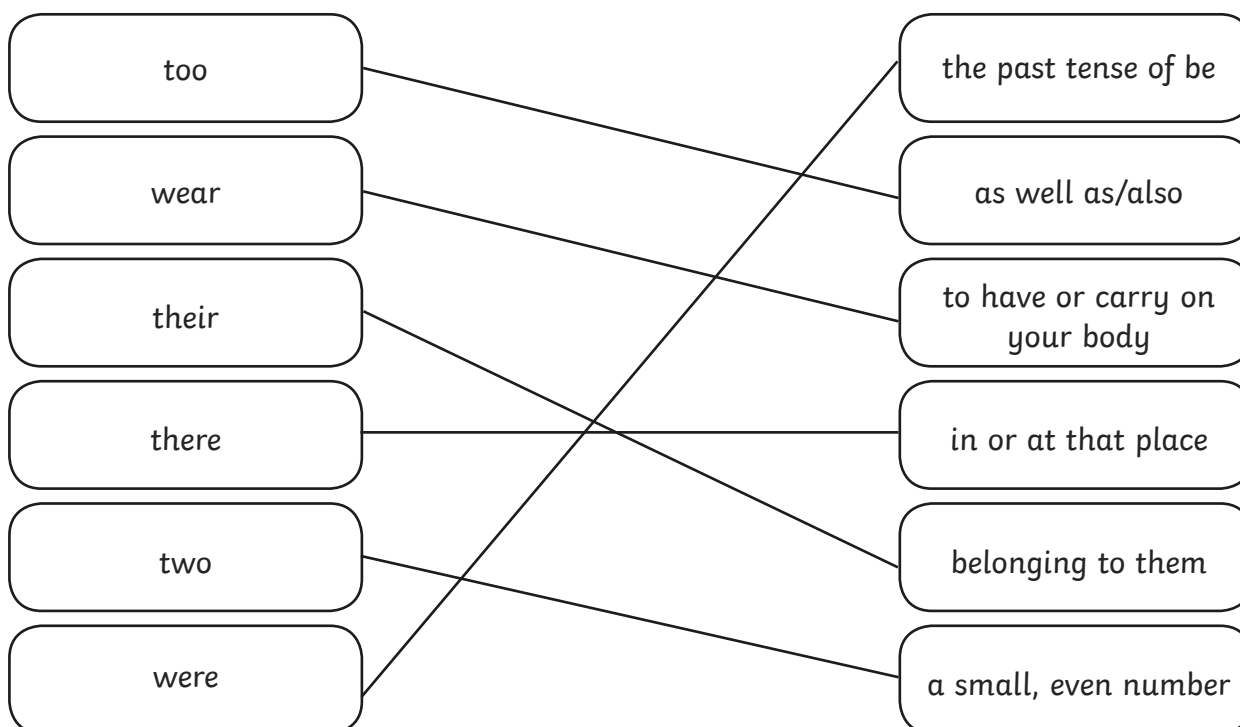 too
the past tense of be
wear
as well as/also
their
to have or carry on
your body
there
in or at that place
two
belonging to them
were
a small, even number